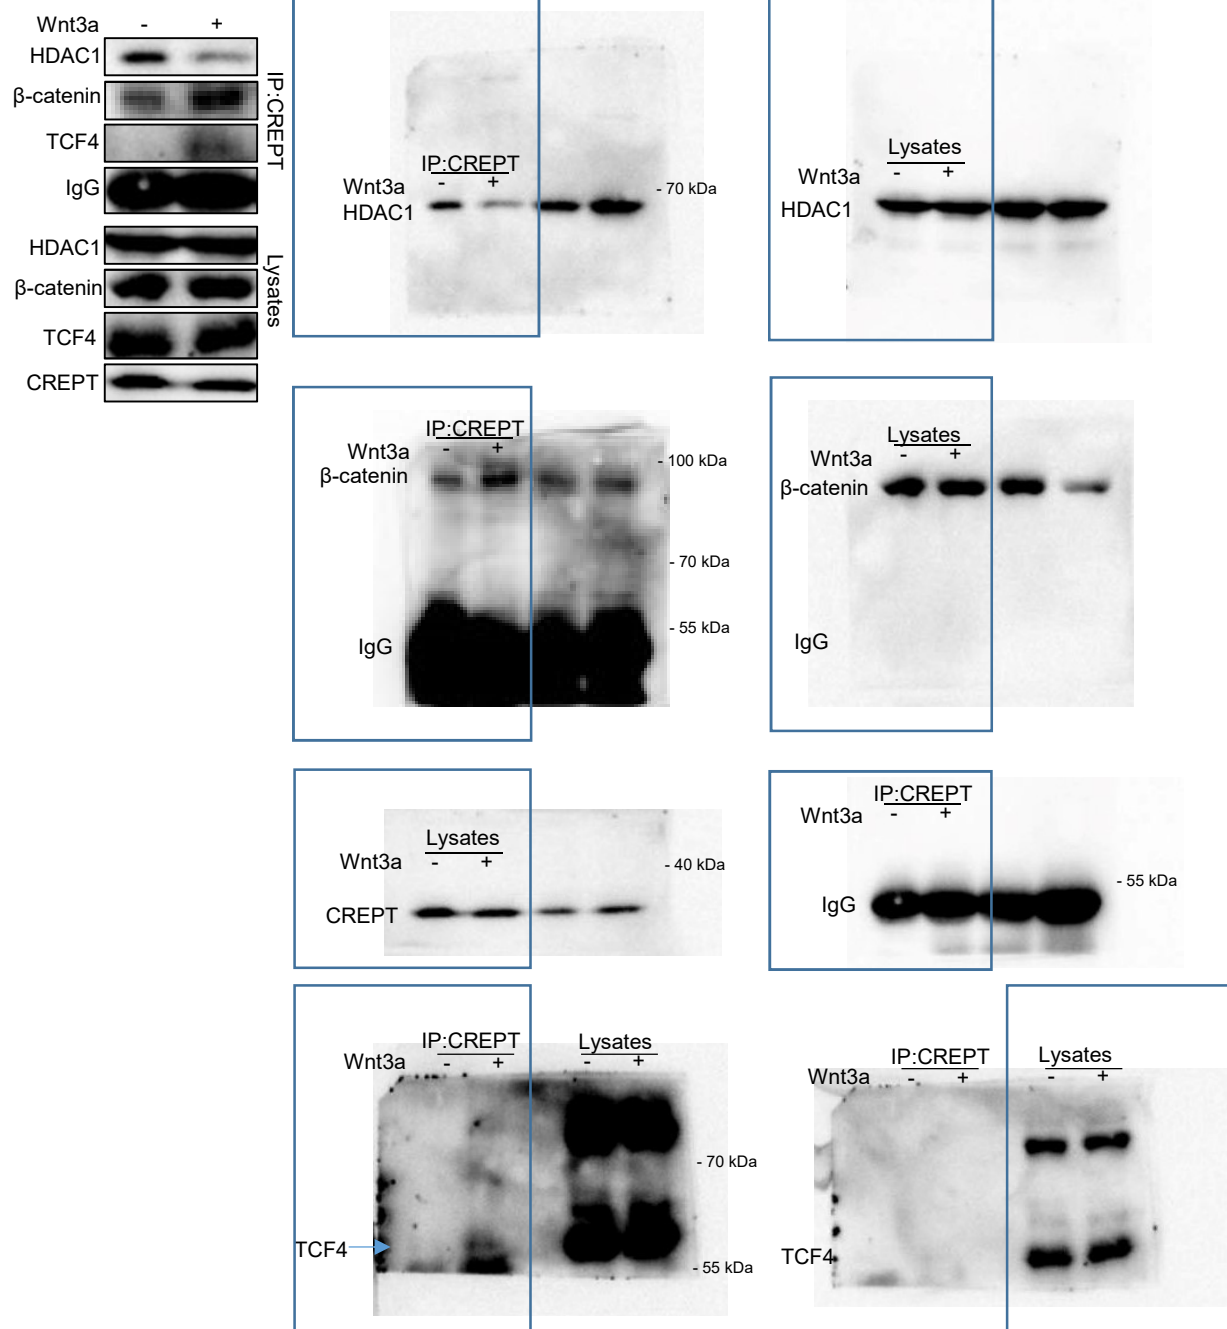 Wnt3a - +
HDAC1
β-catenin
TCF4
IgG
IP:CREPT
HDAC1
β-catenin
TCF4
CREPT
Lysates
IP:CREPT
Wnt3a - +
HDAC1
- 70 kDa
Lysates
Wnt3a - +
HDAC1
IP:CREPT
Wnt3a - +
β-catenin
IgG
- 100 kDa
- 70 kDa
- 55 kDa
Lysates
Wnt3a - +
β-catenin
IgG
Lysates
Wnt3a - +
CREPT
- 40 kDa
IP:CREPT
Wnt3a - +
IgG
- 55 kDa
IP:CREPT Lysates
Wnt3a - + - +
TCF4
- 70 kDa
- 55 kDa
IP:CREPT Lysates
Wnt3a - + - +
TCF4